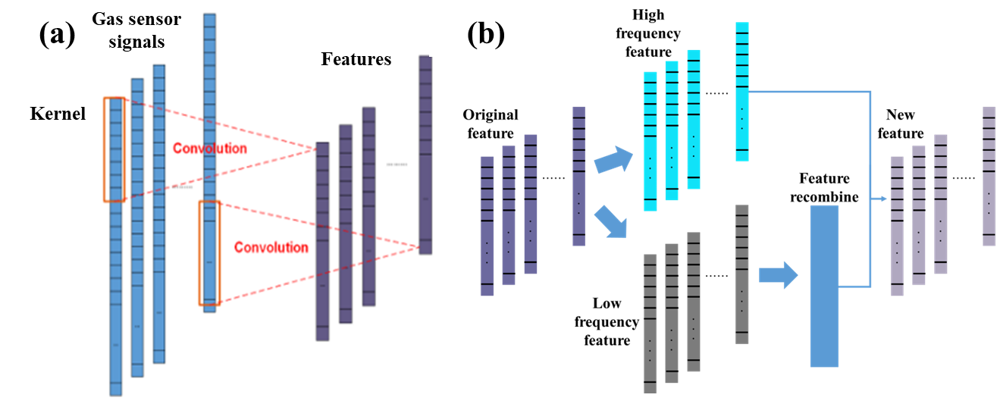 (a)
Gas sensor
signals
Features
Kernel
Convolution
Convolution
(b)
High
frequency
feature
Original
feature
New
feature
Feature
recombine
Low
frequency
feature